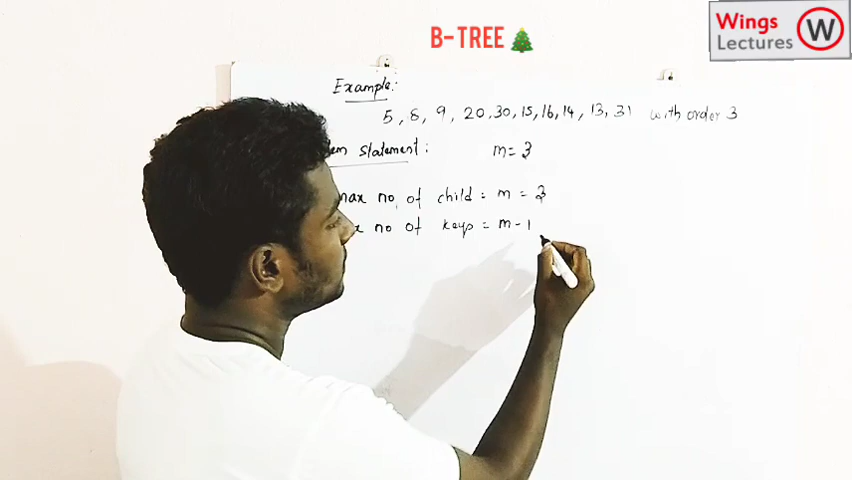 B-TREE
Wings
Lectures W
Example:-
5, 8, 9, 20, 30, 15, 16, 14, 13, 31 with order 3
statement: m=3
max no. of child = m = 3
no of keys = m-1